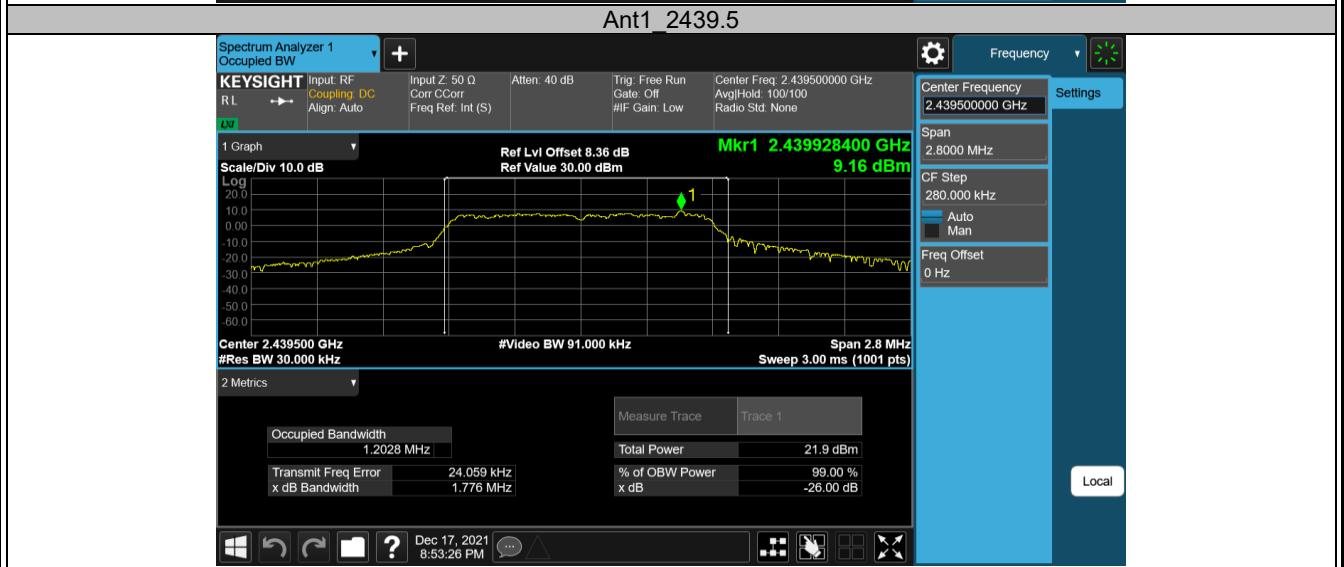 Ant1_2439.5
Spectrum Analyzer 1
Occupied BW
+
Frequency
KEYSIGHT
R L
LXI
Input: RF
Coupling: DC
Align: Auto
Input Z: 50 Ω
Corr CCorr
Freq Ref: Int (S)
Atten: 40 dB
Trig: Free Run
Gate: Off
#IF Gain: Low
Center Freq: 2.439500000 GHz
Avg|Hold: 100/100
Radio Std: None
1 Graph
Scale/Div 10.0 dB
Ref Lvl Offset 8.36 dB
Ref Value 30.00 dBm
Mkr1 2.439928400 GHz
9.16 dBm
Log
20.0
10.0
0.00
-10.0
-20.0
-30.0
-40.0
-50.0
-60.0
1
Center 2.439500 GHz
#Video BW 91.000 kHz
Span 2.8 MHz
#Res BW 30.000 kHz
Sweep 3.00 ms (1001 pts)
2 Metrics
Measure Trace Trace 1
Occupied Bandwidth
1.2028 MHz
Total Power 21.9 dBm
Transmit Freq Error 24.059 kHz
% of OBW Power 99.00 %
x dB Bandwidth 1.776 MHz
x dB -26.00 dB
Center Frequency
2.439500000 GHz
Settings
Span
2.8000 MHz
CF Step
280.000 kHz
Auto
Man
Freq Offset
0 Hz
Local
?
Dec 17, 2021
8:53:26 PM